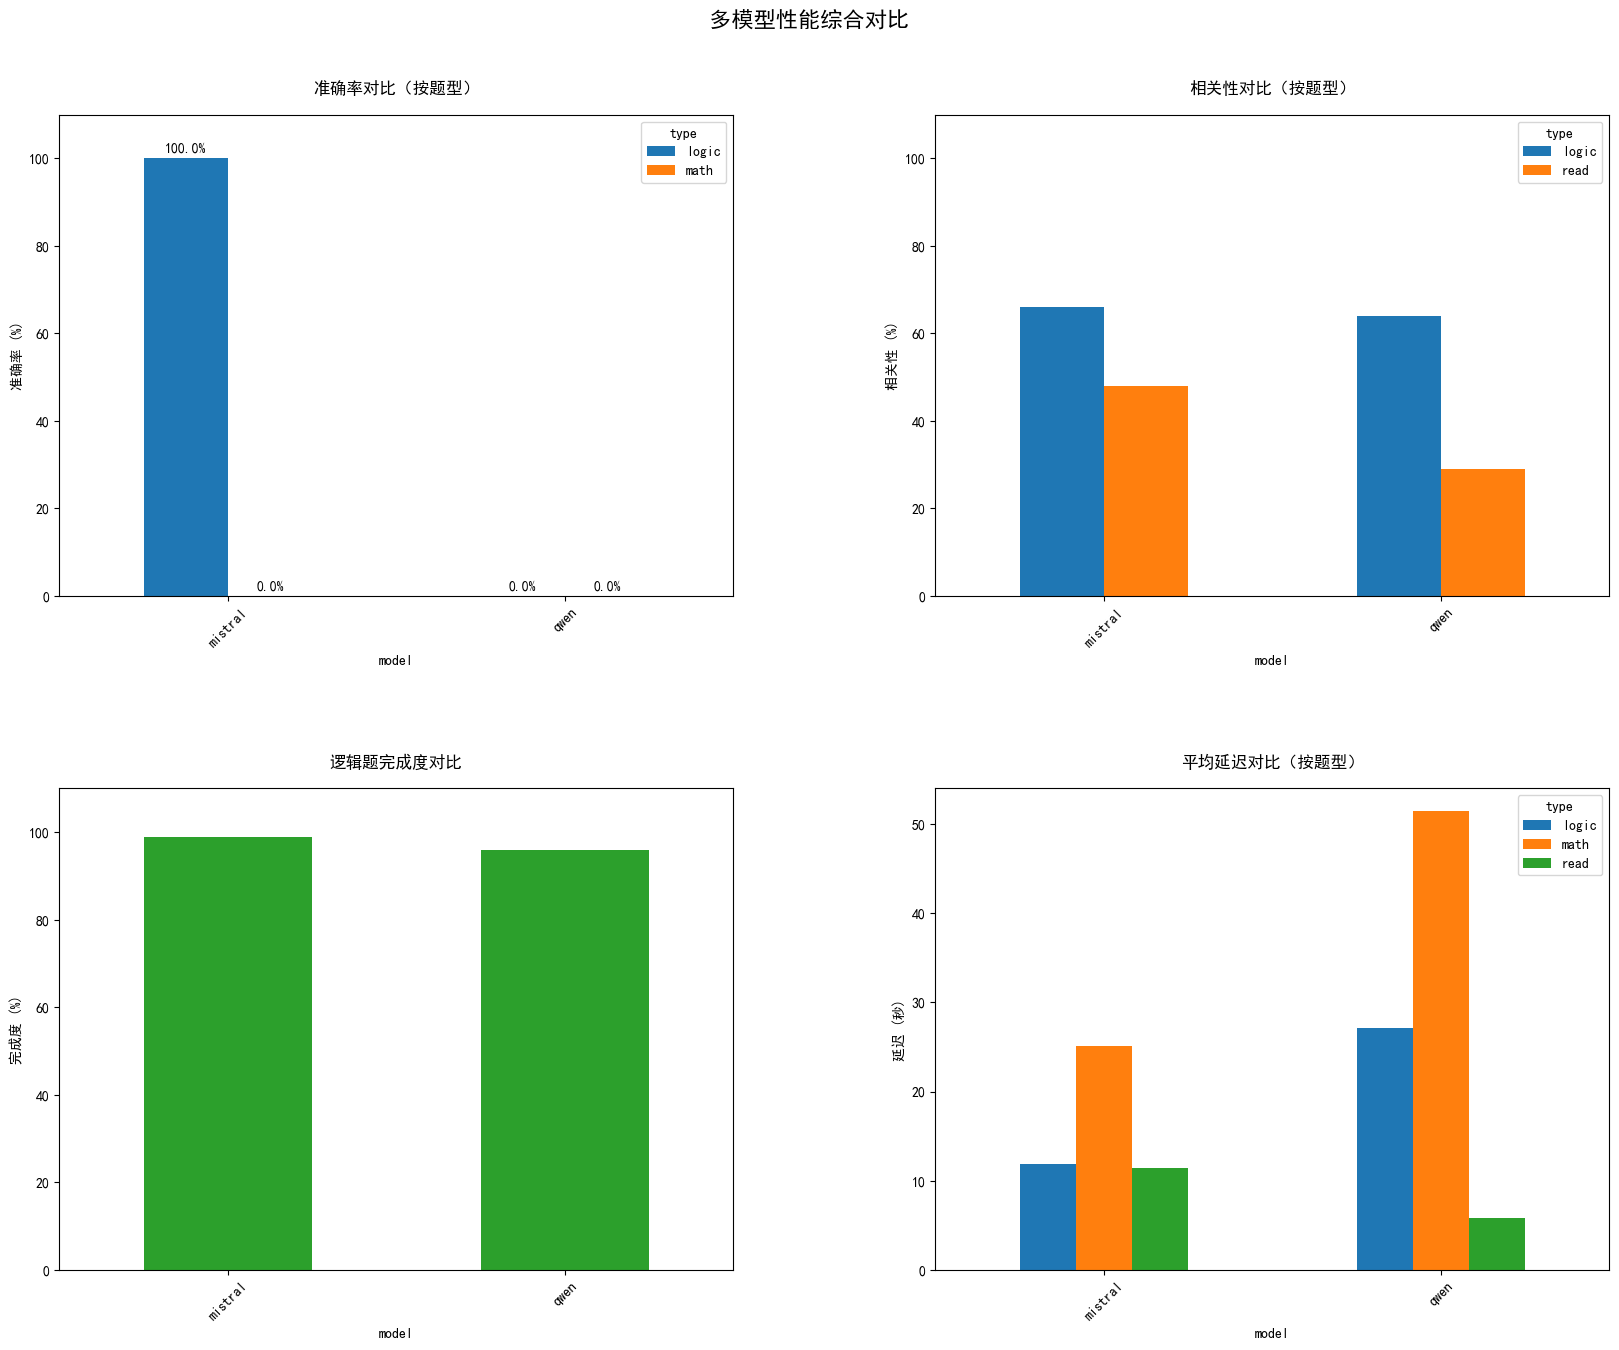 多模型性能综合对比
准确率对比（按题型）
准确率 (%)
100
80
60
40
20
0
100.0%
0.0%
0.0%
0.0%
type
logic
math
mistral
qwen
model
相关性对比（按题型）
相关性 (%)
100
80
60
40
20
0
type
logic
read
mistral
qwen
model
逻辑题完成度对比
完成度 (%)
100
80
60
40
20
0
mistral
qwen
model
平均延迟对比（按题型）
延迟 (秒)
50
40
30
20
10
0
type
logic
math
read
mistral
qwen
model